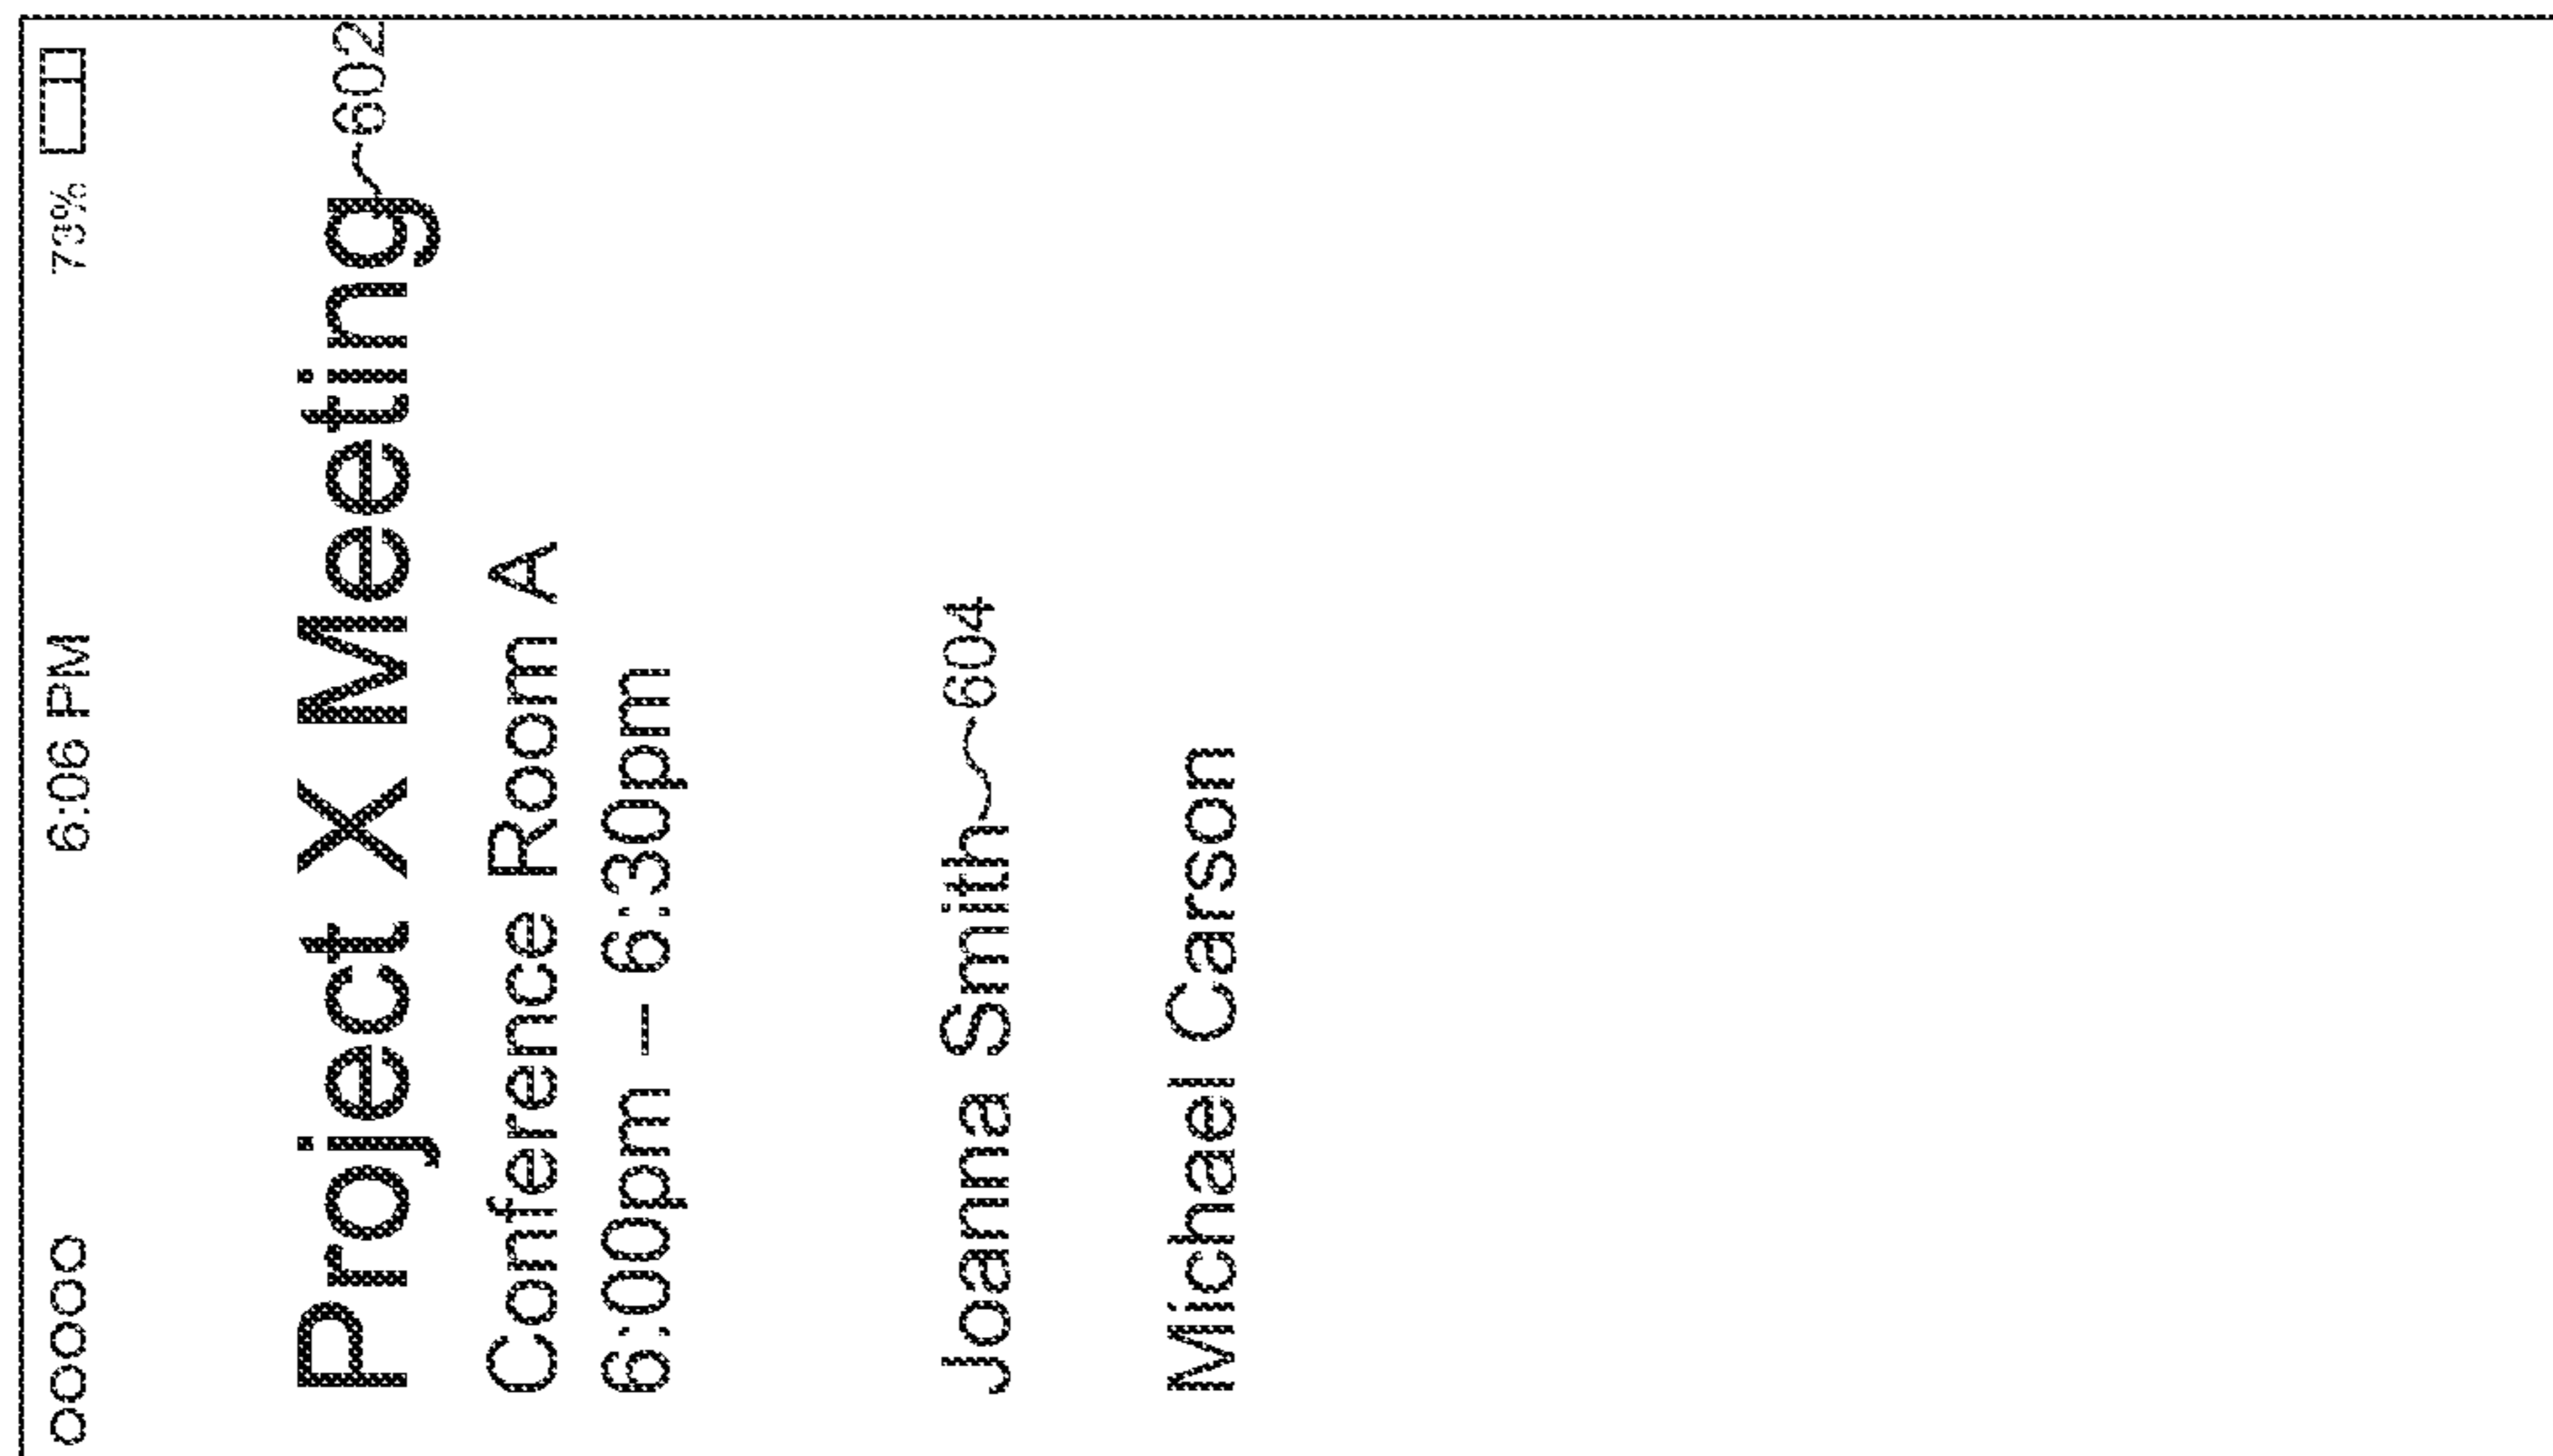 ooooo 6:06 PM 73%
Project X Meeting 602
Conference Room A
6:00pm – 6:30pm
Joanna Smith 604
Michael Carson